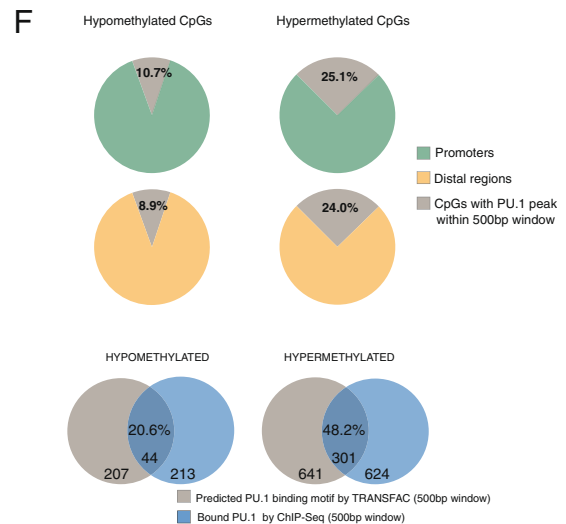 F
Hypomethylated CpGs
Hypermethylated CpGs
10.7%
25.1%
Promoters
Distal regions
CpGs with PU.1 peak
within 500bp window
8.9%
24.0%
HYPOMETHYLATED
HYPERMETHYLATED
20.6%
44
207
213
48.2%
301
641
624
Predicted PU.1 binding motif by TRANSFAC (500bp window)
Bound PU.1 by ChIP-Seq (500bp window)